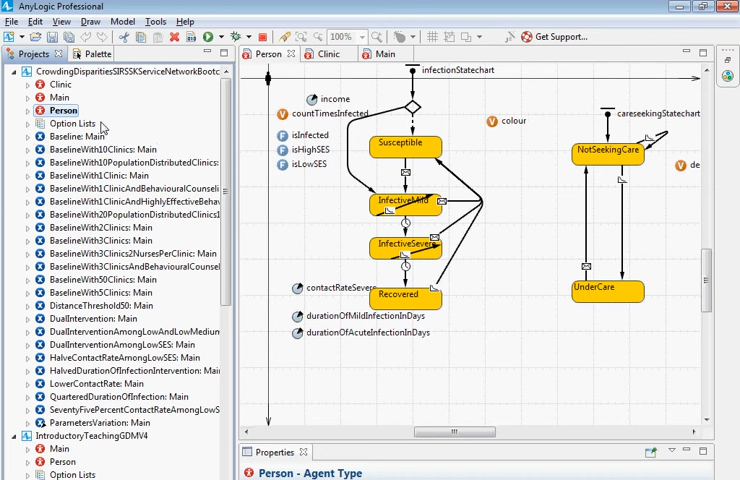 AnyLogic Professional
File Edit View Draw Model Tools Help
100% Get Support...
Projects Palette
CrowdingDisparitiesSIRSSKServiceNetworkBootc
Clinic
Main
Person
Option Lists
Baseline: Main
BaselineWith10Clinics: Main
BaselineWith10PopulationDistributedClinics:
BaselineWith1Clinic: Main
BaselineWith1ClinicAndBehaviouralCounseli
BaselineWith1ClinicAndHighlyEffectiveBeha
BaselineWith20PopulationDistributedClinics1
BaselineWith2Clinics: Main
BaselineWith3Clinics: Main
BaselineWith3Clinics2NursesPerClinic: Main
BaselineWith3ClinicsAndBehaviouralCounsel
BaselineWith50Clinics: Main
BaselineWith5Clinics: Main
DistanceThreshold50: Main
DualIntervention: Main
DualInterventionAmongLowAndLowMedium
DualInterventionAmongLowSES: Main
HalveContactRateAmongLowSES: Main
HalvedDurationOfInfectionIntervention: Main
LowerContactRate: Main
QuarteredDurationOfInfection: Main
SeventyFivePercentContactRateAmongLowS
ParametersVariation: Main
IntroductoryTeachingGDMV4
Main
Person
Option Lists
Person Clinic Main
infectionStatechart
income
countTimesInfected
isInfected
isHighSES
isLowSES
Susceptible
InfectiveMild
InfectiveSevere
Recovered
contactRateSevere
durationOfMildInfectionInDays
durationOfAcuteInfectionInDays
colour
careseekingStatechart
NotSeekingCare
de
UnderCare
Properties
Person - Agent Type